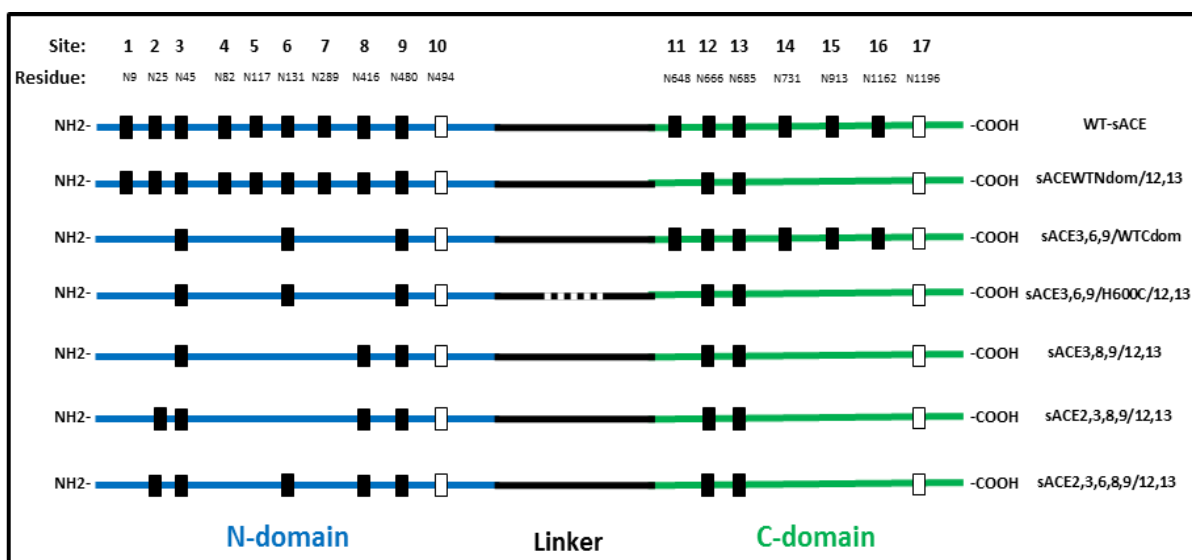 Site: 1 2 3 4 5 6 7 8 9 10 11 12 13 14 15 16 17
Residue: N9 N25 N45 N82 N117 N131 N289 N416 N480 N494 N648 N666 N685 N731 N913 N1162 N1196
NH2- -COOH WT-sACE
NH2- -COOH sACEWTNdom/12,13
NH2- -COOH sACE3,6,9/WTCdom
NH2- -COOH sACE3,6,9/H600C/12,13
NH2- -COOH sACE3,8,9/12,13
NH2- -COOH sACE2,3,8,9/12,13
NH2- -COOH sACE2,3,6,8,9/12,13
N-domain Linker C-domain